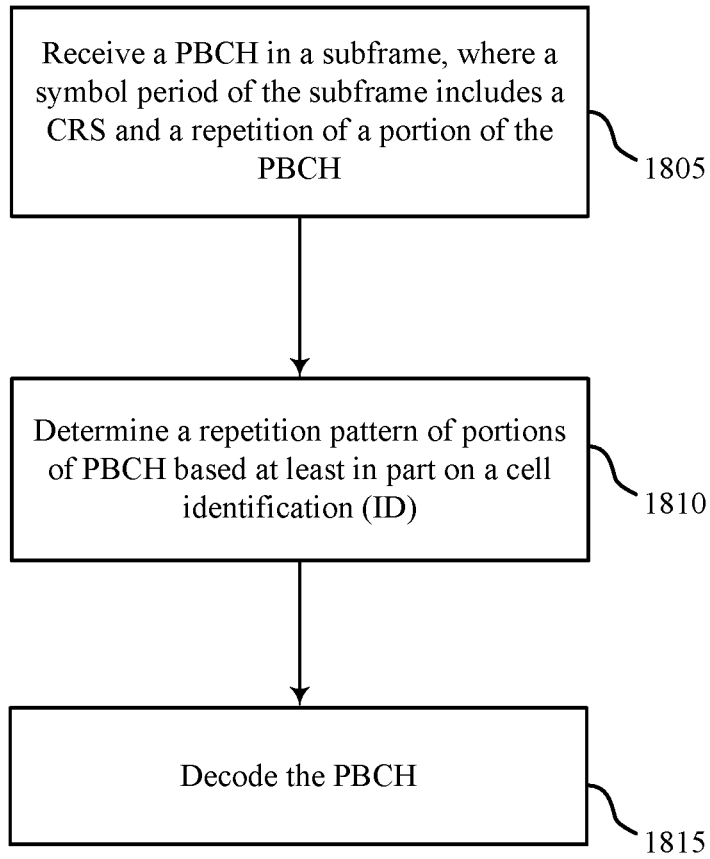 Receive a PBCH in a subframe, where a
symbol period of the subframe includes a
CRS and a repetition of a portion of the
PBCH
1805
Determine a repetition pattern of portions
of PBCH based at least in part on a cell
identification (ID)
1810
Decode the PBCH
1815